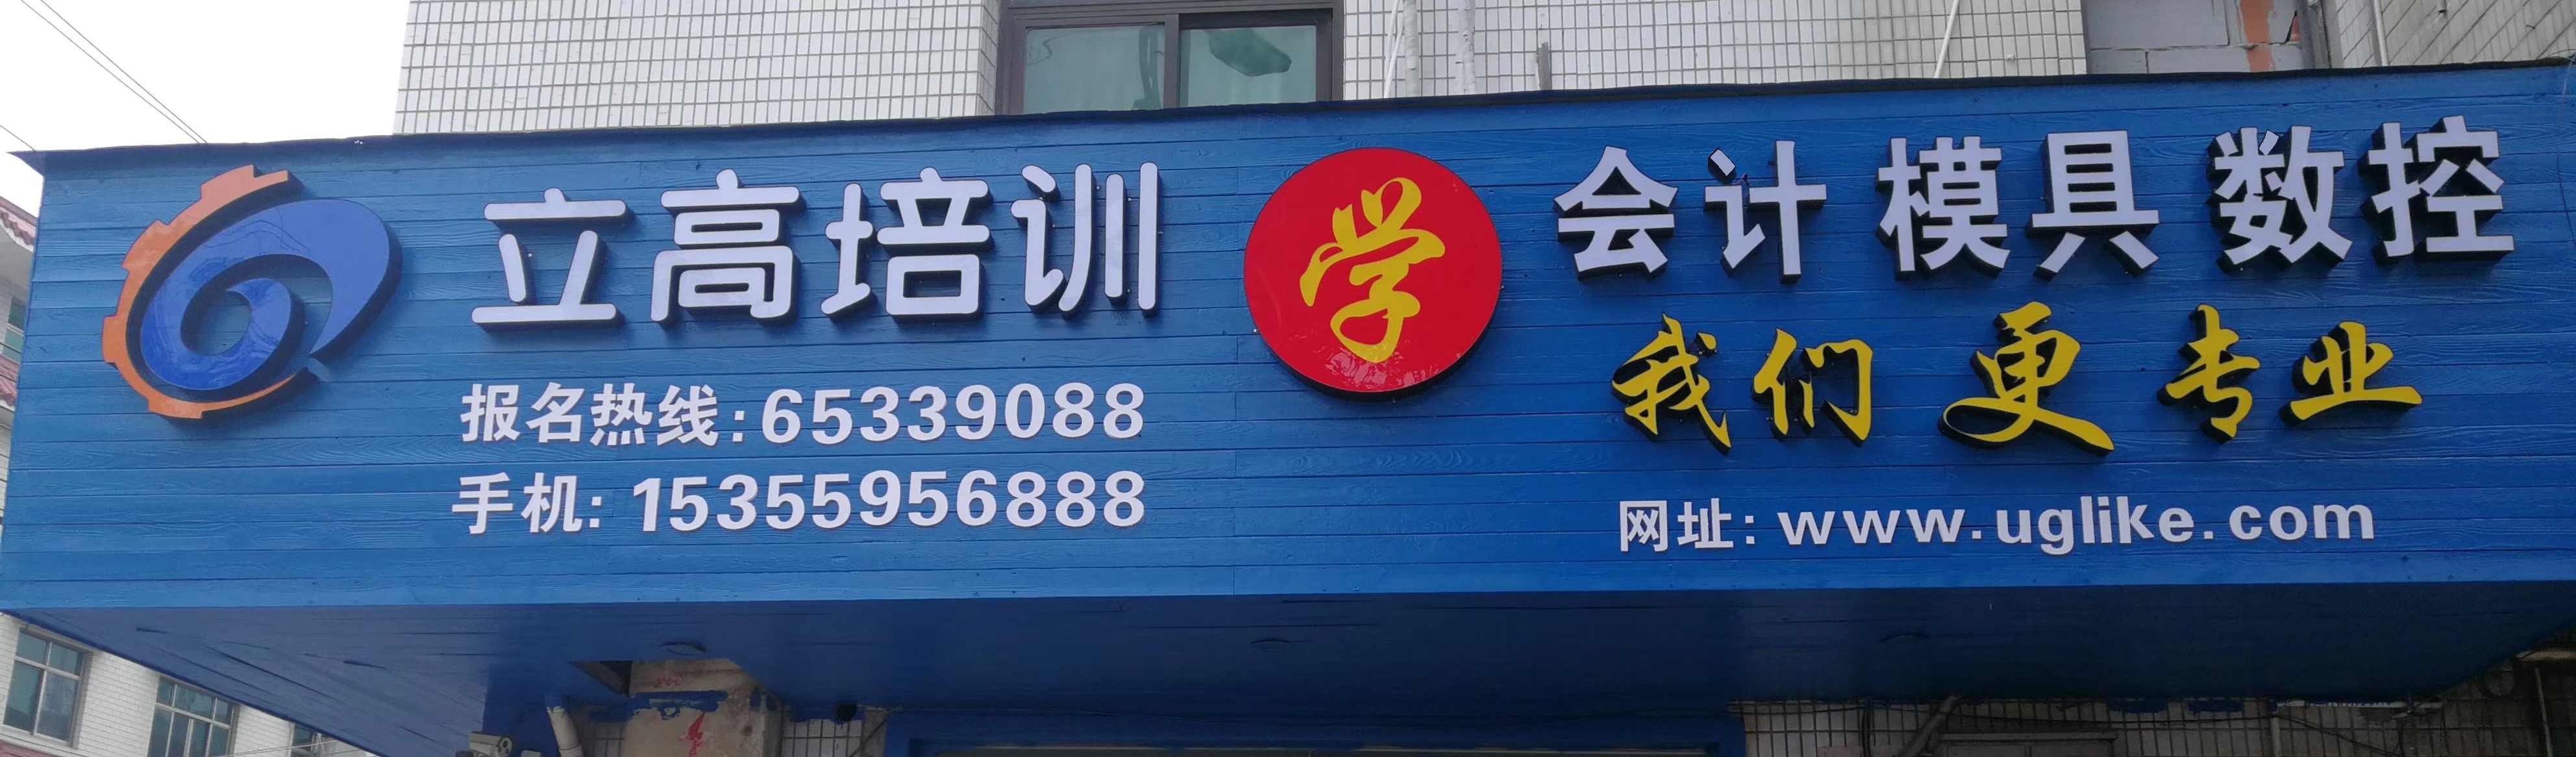 立高培训
报名热线:65339088
手机:15355956888
学
会计 模具 数控
我们更专业
网址:www.uglike.com